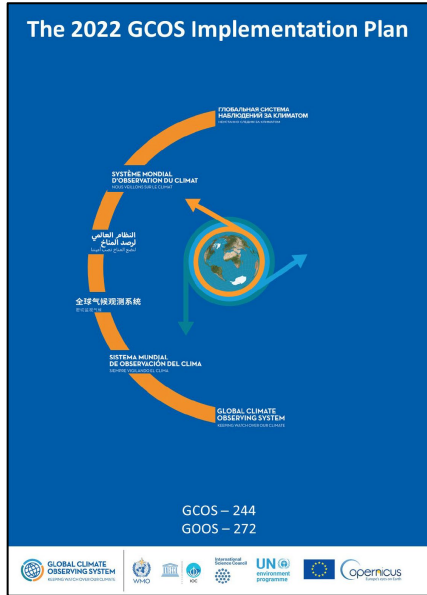 The 2022 GCOS Implementation Plan
ГЛОБАЛЬНАЯ СИСТЕМА
НАБЛЮДЕНИЙ ЗА КЛИМАТОМ
SYSTÈME MONDIAL
D'OBSERVATION DU CLIMAT
NOUS VEILLONS SUR LE CLIMAT
النظام العالمي
لرصد المناخ
全球气候观测系统
SISTEMA MUNDIAL
DE OBSERVACIÓN DEL CLIMA
SIEMPRE VIGILANDO EL CLIMA
GLOBAL CLIMATE
OBSERVING SYSTEM
KEEPING WATCH OVER OUR CLIMATE
GCOS – 244
GOOS – 272
GLOBAL CLIMATE
OBSERVING SYSTEM
KEEPING WATCH OVER OUR CLIMATE
WMO
IOC
International
Science Council
UN
environment
programme
Copernicus